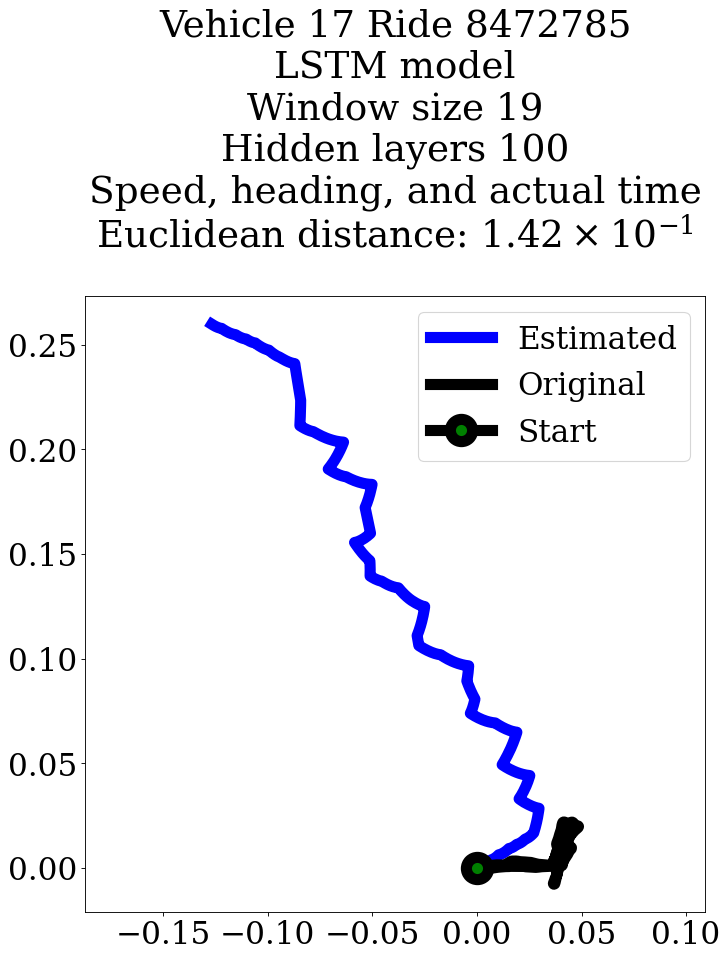 Vehicle 17 Ride 8472785
LSTM model
Window size 19
Hidden layers 100
Speed, heading, and actual time
Euclidean distance: 1.42 × 10⁻¹
Estimated
Original
Start
0.25
0.20
0.15
0.10
0.05
0.00
−0.15 −0.10 −0.05 0.00 0.05 0.10